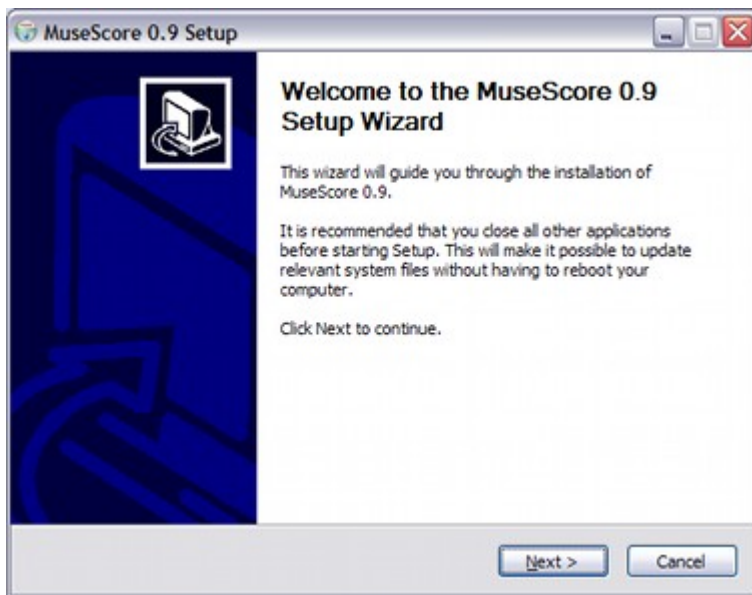 MuseScore 0.9 Setup
Welcome to the MuseScore 0.9
Setup Wizard
This wizard will guide you through the installation of
MuseScore 0.9.
It is recommended that you close all other applications
before starting Setup. This will make it possible to update
relevant system files without having to reboot your
computer.
Click Next to continue.
Next >
Cancel